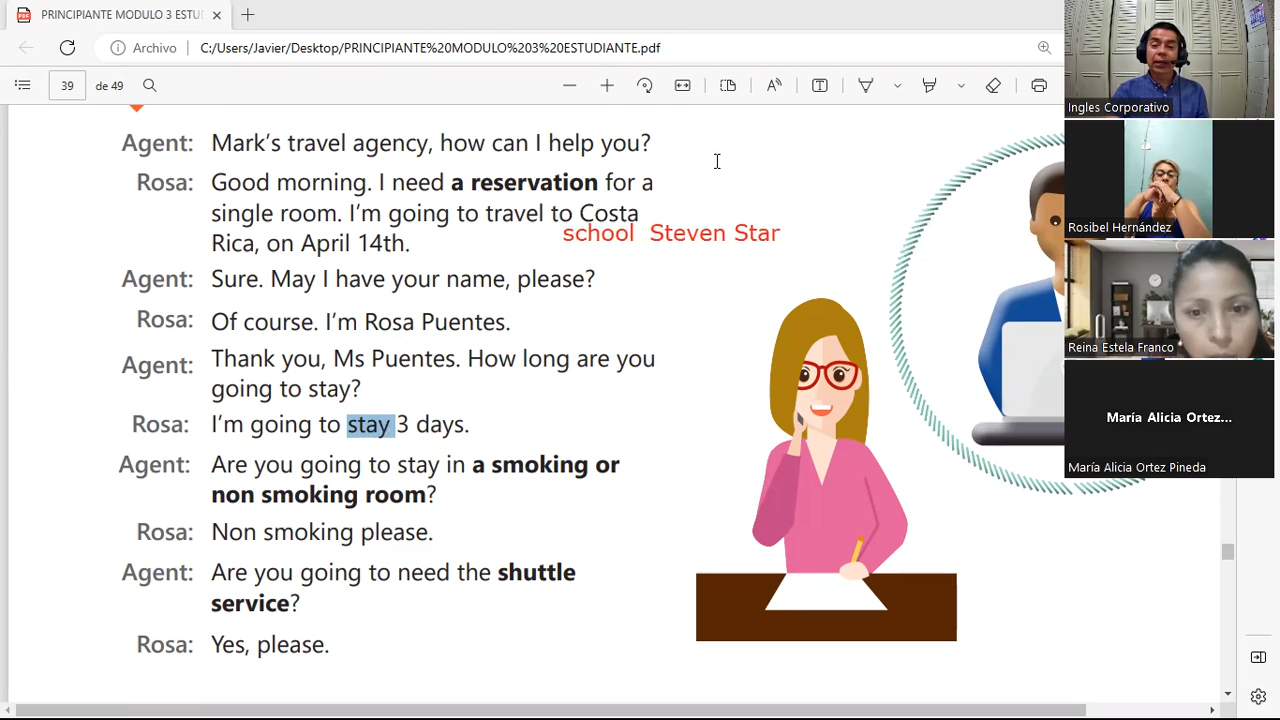 PRINCIPIANTE MODULO 3 ESTU
Archivo
C:/Users/Javier/Desktop/PRINCIPIANTE%20MODULO%203%20ESTUDIANTE.pdf
39
de 49
Agent: Mark's travel agency, how can I help you?
Rosa: Good morning. I need a reservation for a
single room. I'm going to travel to Costa
Rica, on April 14th.
school Steven Star
Agent: Sure. May I have your name, please?
Rosa: Of course. I'm Rosa Puentes.
Agent: Thank you, Ms Puentes. How long are you
going to stay?
Rosa: I'm going to stay 3 days.
Agent: Are you going to stay in a smoking or
non smoking room?
Rosa: Non smoking please.
Agent: Are you going to need the shuttle
service?
Rosa: Yes, please.
Ingles Corporativo
Rosibel Hernández
Reina Estela Franco
María Alicia Ortez...
María Alicia Ortez Pineda